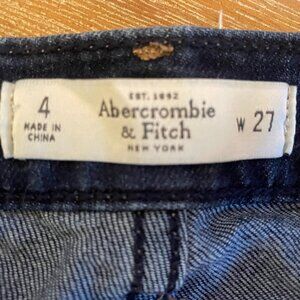 4
MADE IN
CHINA
EST. 1892
Abercrombie
& Fitch
NEW YORK
W 27